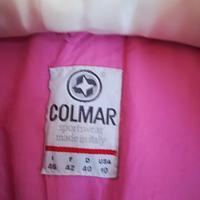 COLMAR
sportswear
made in italy
I F D USA
46 42 40 10